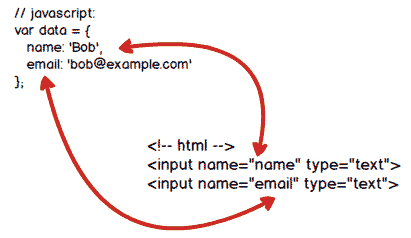 // javascript:
var data = {
name: 'Bob',
email: 'bob@example.com'
};
<!-- html -->
<input name="name" type="text">
<input name="email" type="text">